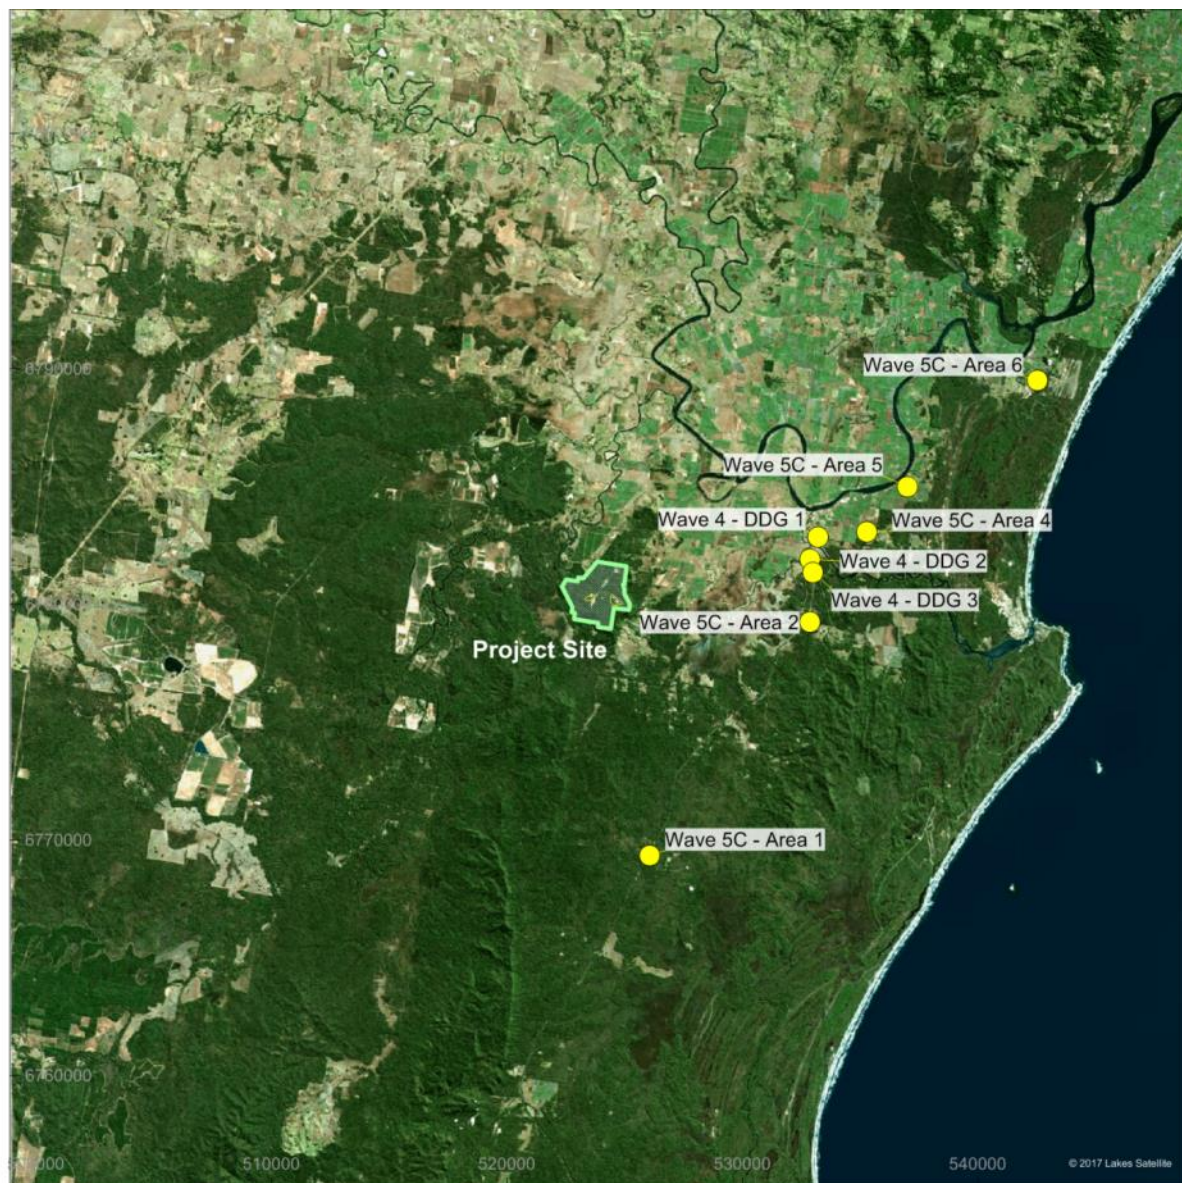 6790000
Wave 5C - Area 6
Wave 5C - Area 5
Wave 4 - DDG 1
Wave 5C - Area 4
Wave 4 - DDG 2
Wave 4 - DDG 3
Wave 5C - Area 2
Project Site
6770000
Wave 5C - Area 1
6760000
510000
520000
530000
540000
© 2017 Lakes Satellite